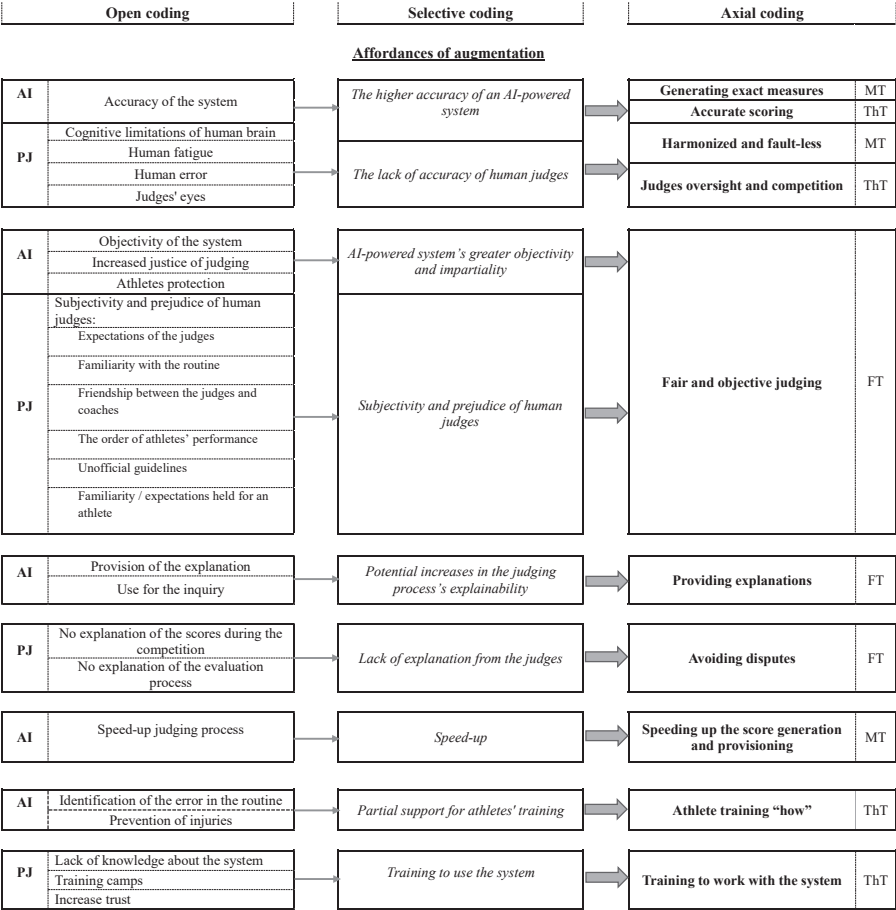 Open coding
Selective coding
Axial coding
Affordances of augmentation
AI
Accuracy of the system
The higher accuracy of an AI-powered
system
Generating exact measures
MT
Accurate scoring
ThT
PJ
Cognitive limitations of human brain
Human fatigue
Human error
Judges' eyes
The lack of accuracy of human judges
Harmonized and fault-less
MT
Judges oversight and competition
ThT
AI
Objectivity of the system
Increased justice of judging
Athletes protection
AI-powered system's greater objectivity
and impartiality
PJ
Subjectivity and prejudice of human
judges:
Expectations of the judges
Familiarity with the routine
Friendship between the judges and
coaches
The order of athletes' performance
Unofficial guidelines
Familiarity / expectations held for an
athlete
Subjectivity and prejudice of human
judges
Fair and objective judging
FT
AI
Provision of the explanation
Use for the inquiry
Potential increases in the judging
process's explainability
Providing explanations
FT
PJ
No explanation of the scores during the
competition
No explanation of the evaluation
process
Lack of explanation from the judges
Avoiding disputes
FT
AI
Speed-up judging process
Speed-up
Speeding up the score generation
and provisioning
MT
AI
Identification of the error in the routine
Prevention of injuries
Partial support for athletes' training
Athlete training “how”
ThT
PJ
Lack of knowledge about the system
Training camps
Increase trust
Training to use the system
Training to work with the system
ThT